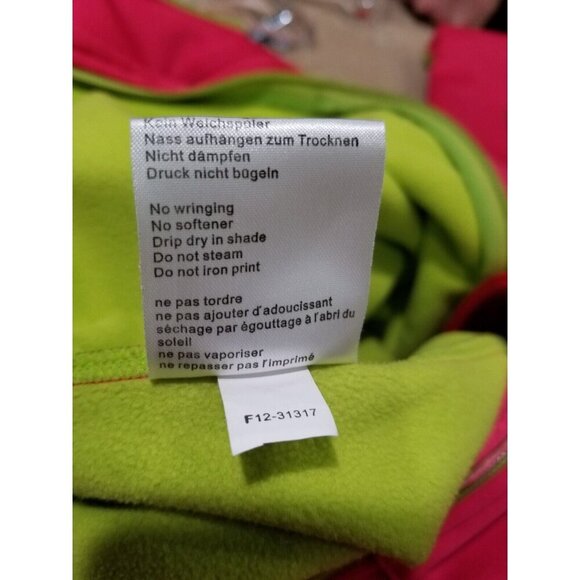 Kein Weichspüler
Nass aufhängen zum Trocknen
Nicht dämpfen
Druck nicht bügeln
No wringing
No softener
Drip dry in shade
Do not steam
Do not iron print
ne pas tordre
ne pas ajouter d'adoucissant
séchage par égouttage à l'abri du
soleil
ne pas vaporiser
ne repasser pas l'imprimé
F12-31317